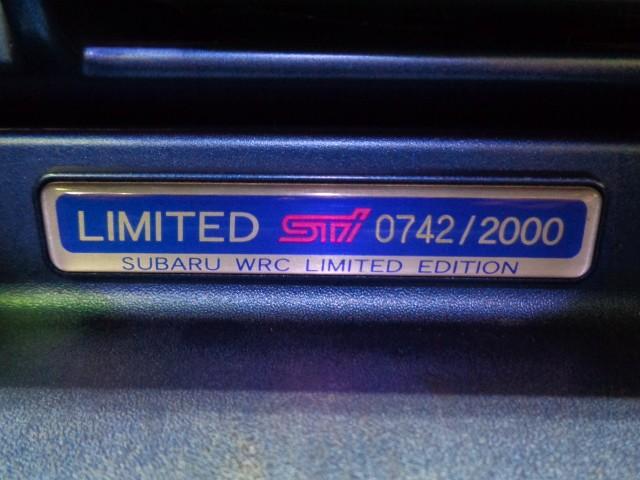 LIMITED STi 0742/2000
SUBARU WRC LIMITED EDITION